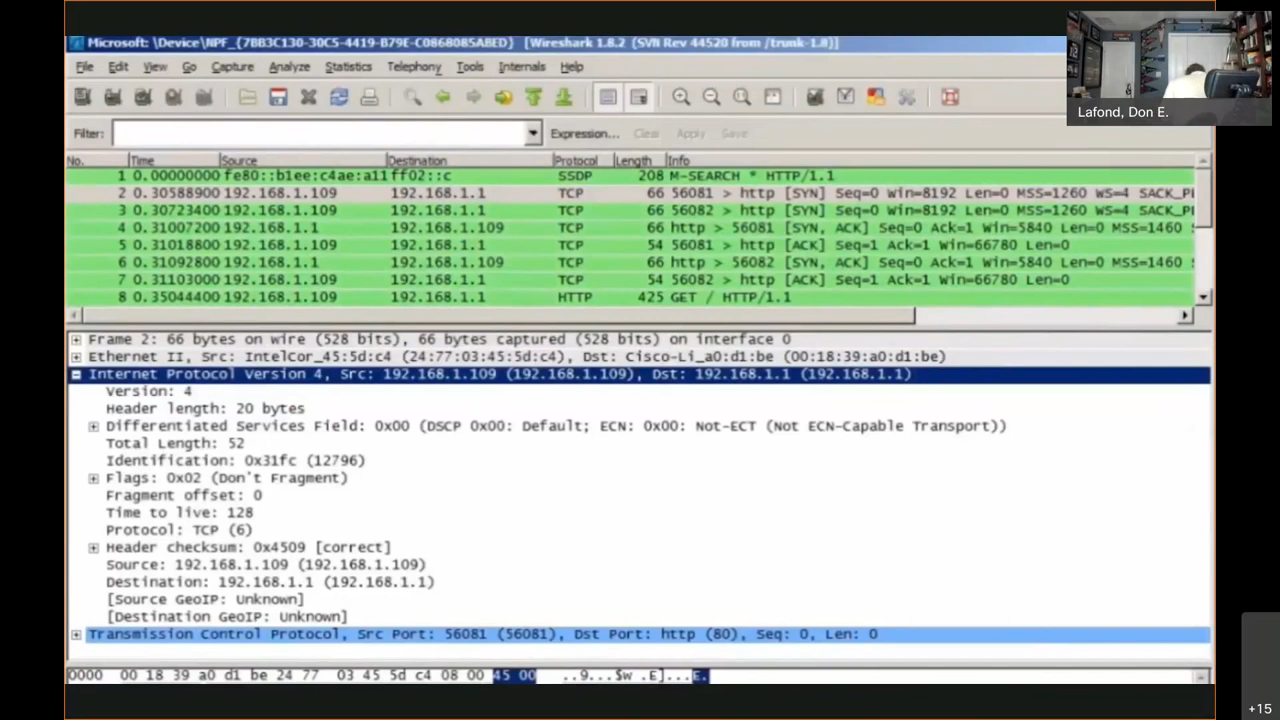 Microsoft: \Device\NPF_{7BB3C130-30C5-4419-B79E-C0868085ABED} [Wireshark 1.8.2 (SVN Rev 44520 from /trunk-1.8)]
File Edit View Go Capture Analyze Statistics Telephony Tools Internals Help
Lafond, Don E.
Filter: Expression... Clear Apply Save
No. Time Source Destination Protocol Length Info
1 0.00000000 fe80::b1ee:c4ae:a11 ff02::c SSDP 208 M-SEARCH * HTTP/1.1
2 0.30588900 192.168.1.109 192.168.1.1 TCP 66 56081 > http [SYN] Seq=0 Win=8192 Len=0 MSS=1260 WS=4 SACK_P
3 0.30723400 192.168.1.109 192.168.1.1 TCP 66 56082 > http [SYN] Seq=0 Win=8192 Len=0 MSS=1260 WS=4 SACK_P
4 0.31007200 192.168.1.1 192.168.1.109 TCP 66 http > 56081 [SYN, ACK] Seq=0 Ack=1 Win=5840 Len=0 MSS=1460
5 0.31018800 192.168.1.109 192.168.1.1 TCP 54 56081 > http [ACK] Seq=1 Ack=1 Win=66780 Len=0
6 0.31092800 192.168.1.1 192.168.1.109 TCP 66 http > 56082 [SYN, ACK] Seq=0 Ack=1 Win=5840 Len=0 MSS=1460
7 0.31103000 192.168.1.109 192.168.1.1 TCP 54 56082 > http [ACK] Seq=1 Ack=1 Win=66780 Len=0
8 0.35044400 192.168.1.109 192.168.1.1 HTTP 425 GET / HTTP/1.1
Frame 2: 66 bytes on wire (528 bits), 66 bytes captured (528 bits) on interface 0
Ethernet II, Src: IntelCor_45:5d:c4 (24:77:03:45:5d:c4), Dst: Cisco-Li_a0:d1:be (00:18:39:a0:d1:be)
Internet Protocol Version 4, Src: 192.168.1.109 (192.168.1.109), Dst: 192.168.1.1 (192.168.1.1)
Version: 4
Header length: 20 bytes
Differentiated Services Field: 0x00 (DSCP 0x00: Default; ECN: 0x00: Not-ECT (Not ECN-Capable Transport))
Total Length: 52
Identification: 0x31fc (12796)
Flags: 0x02 (Don't Fragment)
Fragment offset: 0
Time to live: 128
Protocol: TCP (6)
Header checksum: 0x4509 [correct]
Source: 192.168.1.109 (192.168.1.109)
Destination: 192.168.1.1 (192.168.1.1)
[Source GeoIP: Unknown]
[Destination GeoIP: Unknown]
Transmission Control Protocol, Src Port: 56081 (56081), Dst Port: http (80), Seq: 0, Len: 0
0000 00 18 39 a0 d1 be 24 77 03 45 5d c4 08 00 45 00 ..9...$w .E]...E.
+15